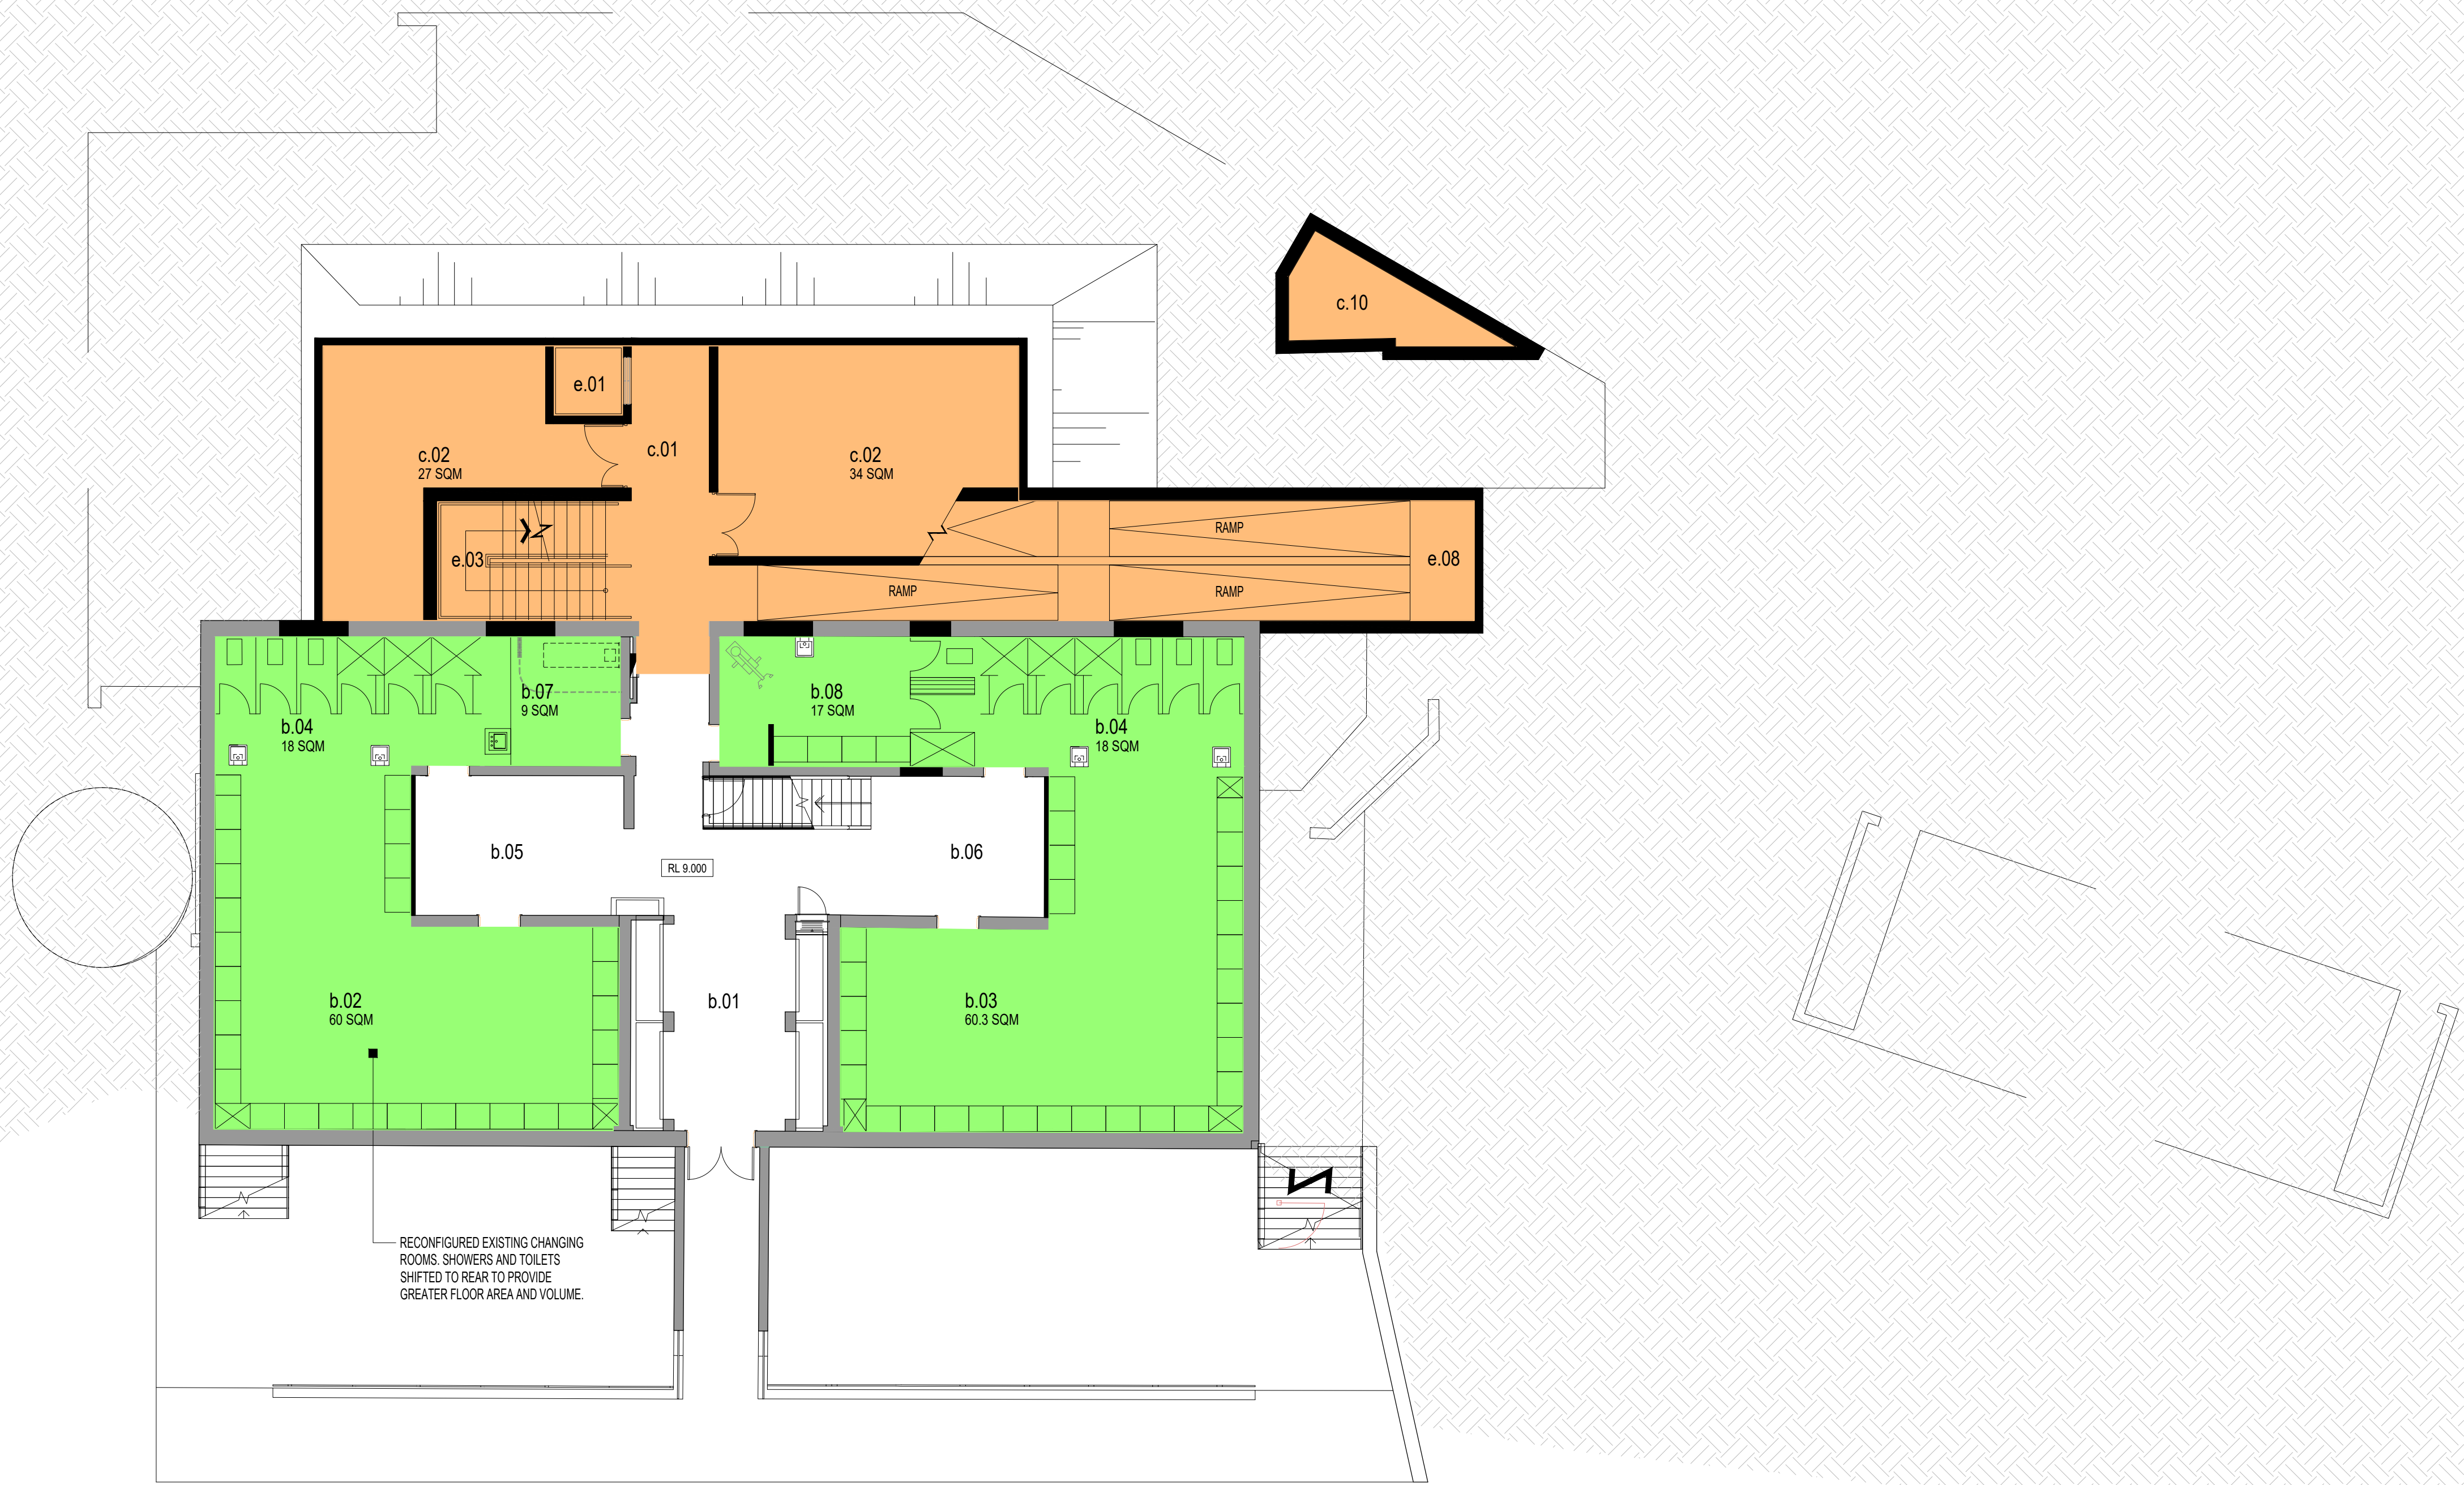 c.10
e.01
c.01
c.02
27 SQM
c.02
34 SQM
RAMP
e.03
e.08
RAMP
RAMP
b.07
9 SQM
b.08
17 SQM
b.04
18 SQM
b.04
18 SQM
b.05
b.06
RL 9.000
b.02
60 SQM
b.01
b.03
60.3 SQM
RECONFIGURED EXISTING CHANGING
ROOMS. SHOWERS AND TOILETS
SHIFTED TO REAR TO PROVIDE
GREATER FLOOR AREA AND VOLUME.